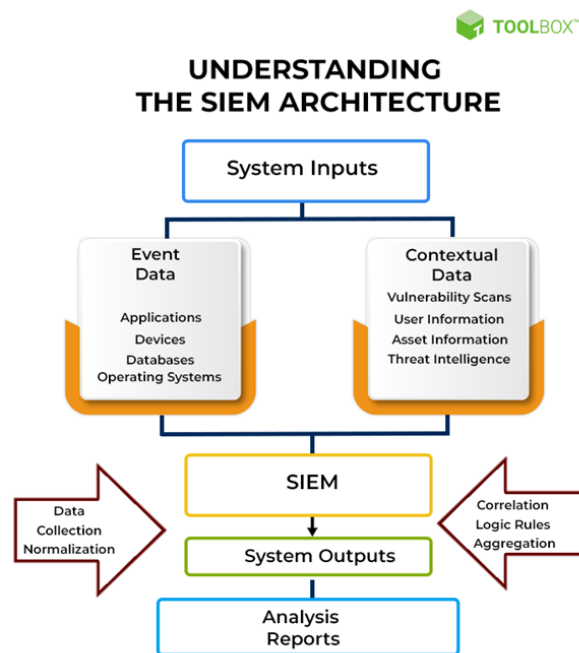 TOOLBOX™
UNDERSTANDING
THE SIEM ARCHITECTURE
System Inputs
Event
Data
Applications
Devices
Databases
Operating Systems
Contextual
Data
Vulnerability Scans
User Information
Asset Information
Threat Intelligence
SIEM
Data
Collection
Normalization
Correlation
Logic Rules
Aggregation
System Outputs
Analysis
Reports